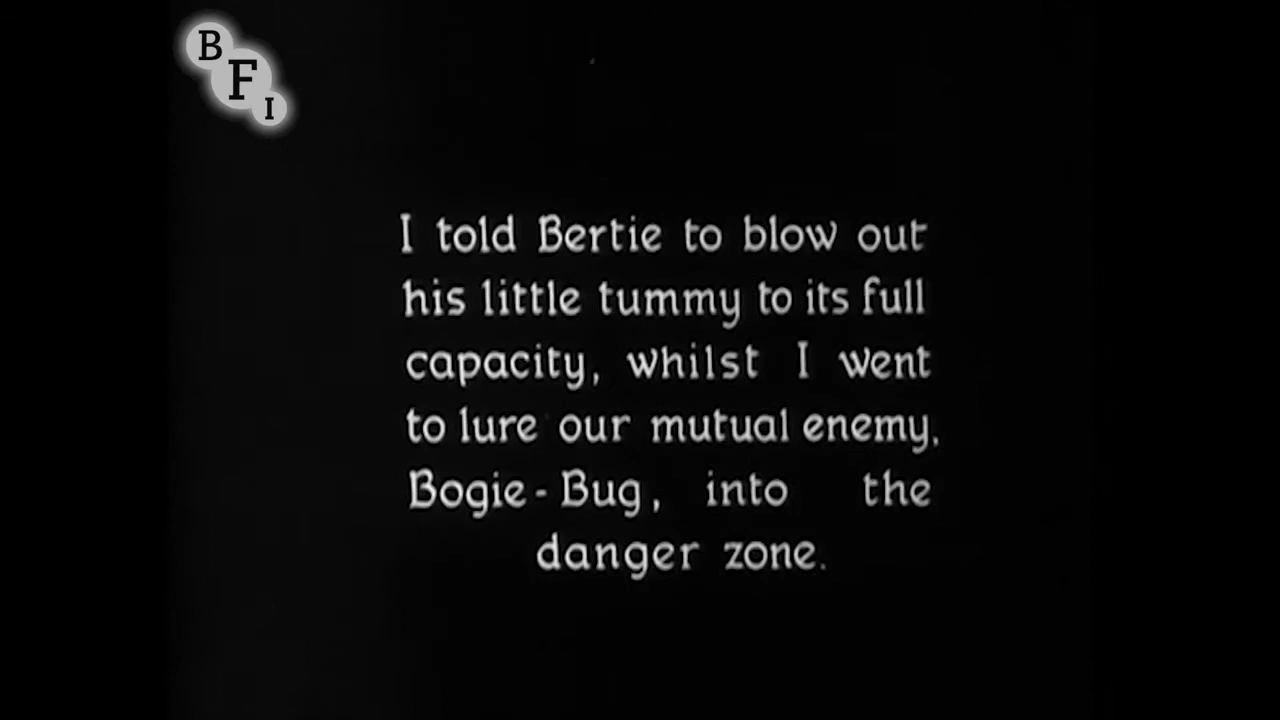 BFI
I told Bertie to blow out
his little tummy to its full
capacity, whilst I went
to lure our mutual enemy,
Bogie-Bug, into the
danger zone.